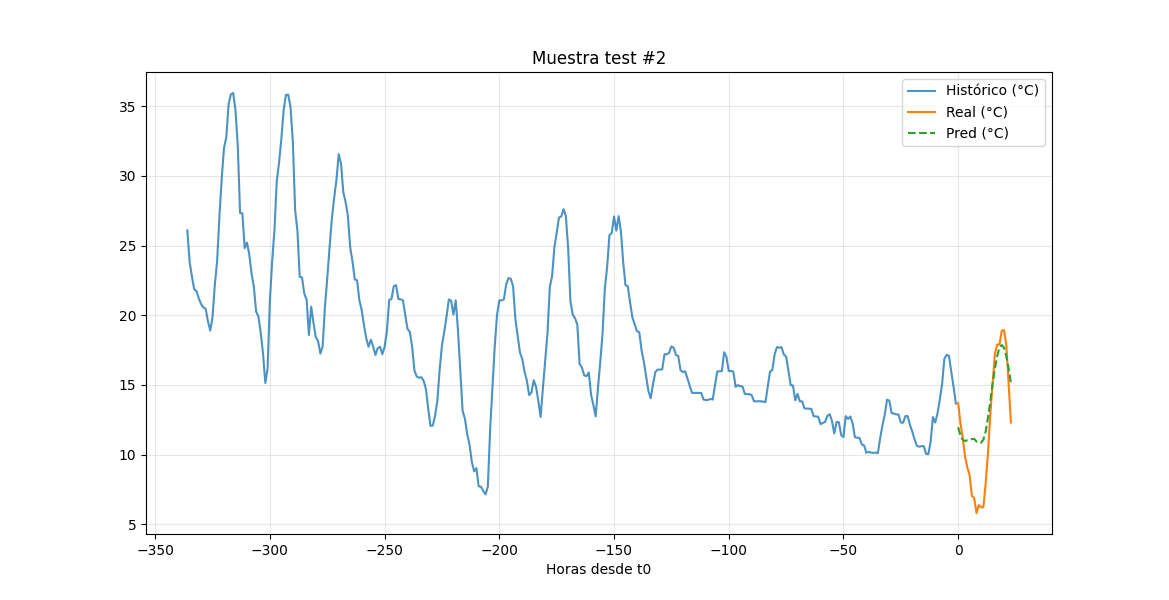 Muestra test #2
Histórico (°C)
Real (°C)
Pred (°C)
35
30
25
20
15
10
5
−350 −300 −250 −200 −150 −100 −50 0
Horas desde t0